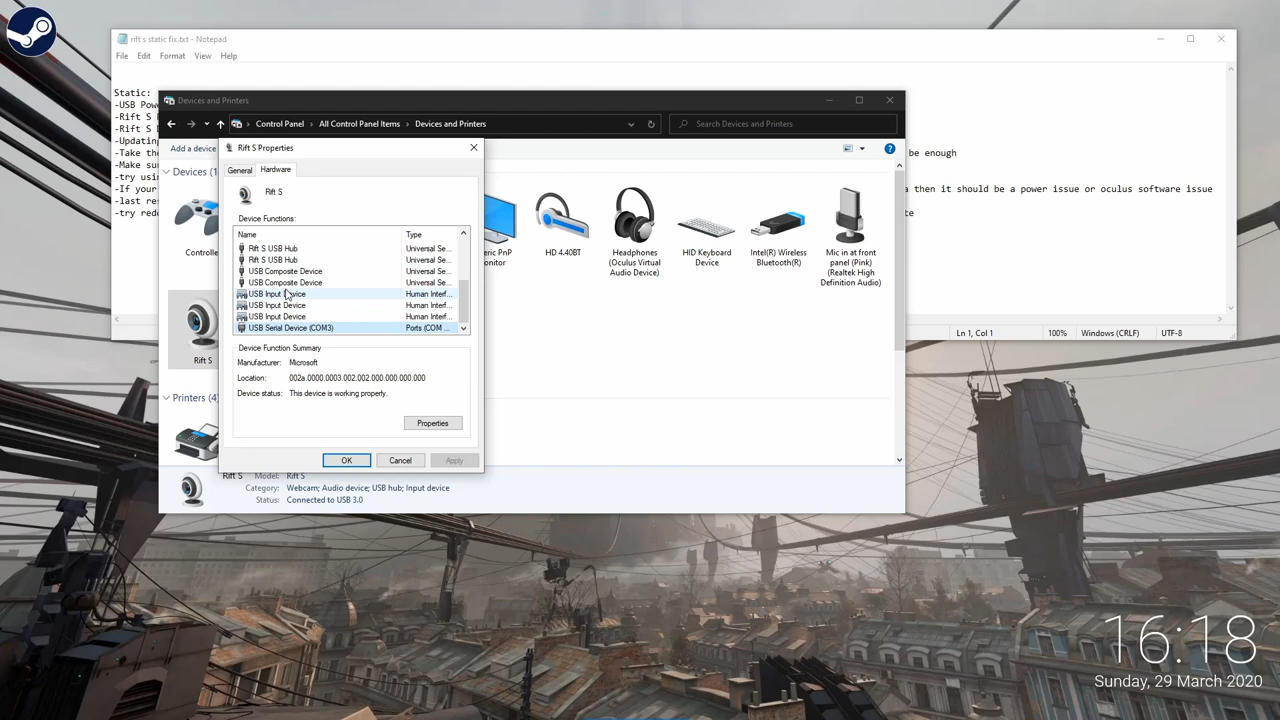 rift s static fix.txt - Notepad
File Edit Format View Help
Static:
-USB Pow
-Rift S
-Rift S
-Updatin
-Take th
be enough
-Make su
-try usin
-If your
a then it should be a power issue or oculus software issue
-last res
-try rede
te
Ln 1, Col 1
100%
Windows (CRLF)
UTF-8
Devices and Printers
Control Panel
All Control Panel Items
Devices and Printers
Search Devices and Printers
Add a device
Devices (1
Controlle
Rift S
Printers (4)
eric PnP
onitor
HD 4.40BT
Headphones
(Oculus Virtual
Audio Device)
HID Keyboard
Device
Intel(R) Wireless
Bluetooth(R)
Mic in at front
panel (Pink)
(Realtek High
Definition Audio)
Rift S Properties
General Hardware
Rift S
Device Functions:
Name Type
Rift S USB Hub Universal Se...
Rift S USB Hub Universal Se...
USB Composite Device Universal Se...
USB Composite Device Universal Se...
USB Input Device Human Interf...
USB Input Device Human Interf...
USB Input Device Human Interf...
USB Serial Device (COM3) Ports (COM ...
Device Function Summary
Manufacturer: Microsoft
Location: 002a.0000.0003.002.002.000.000.000.000
Device status: This device is working properly.
Properties
OK Cancel Apply
Rift S Model: Rift S
Category: Webcam; Audio device; USB hub; Input device
Status: Connected to USB 3.0
16:18
Sunday, 29 March 2020